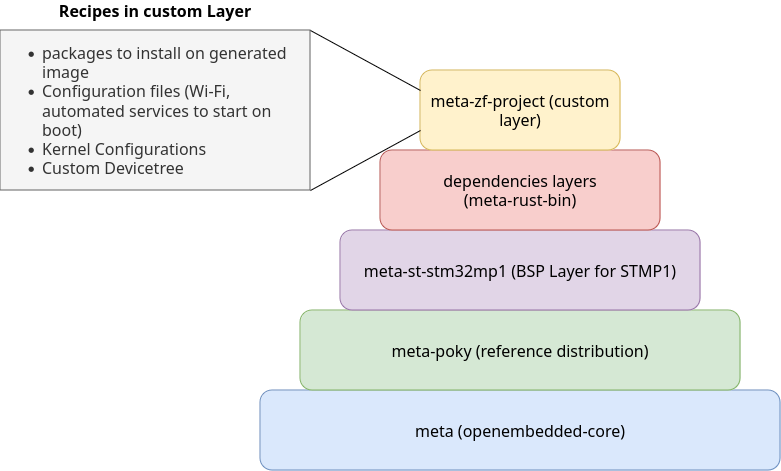 Recipes in custom Layer
• packages to install on generated
image
• Configuration files (Wi-Fi,
automated services to start on
boot)
• Kernel Configurations
• Custom Devicetree
meta-zf-project (custom
layer)
dependencies layers
(meta-rust-bin)
meta-st-stm32mp1 (BSP Layer for STMP1)
meta-poky (reference distribution)
meta (openembedded-core)